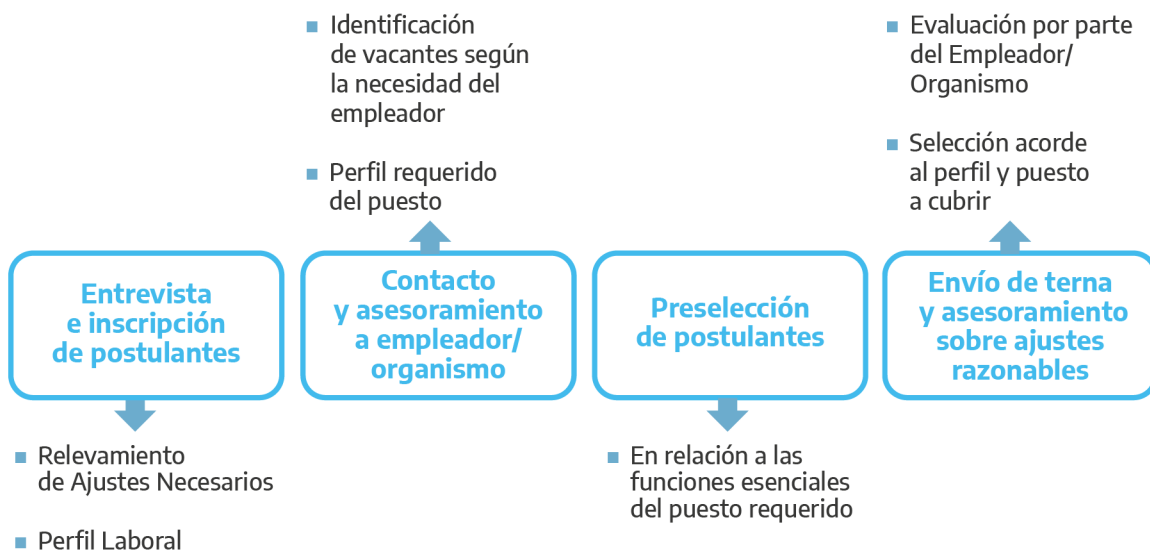 Identificación
de vacantes según
la necesidad del
empleador
Perfil requerido
del puesto
Evaluación por parte
del Empleador/
Organismo
Selección acorde
al perfil y puesto
a cubrir
Entrevista
e inscripción
de postulantes
Contacto
y asesoramiento
a empleador/
organismo
Preselección
de postulantes
Envío de terna
y asesoramiento
sobre ajustes
razonables
Relevamiento
de Ajustes Necesarios
Perfil Laboral
En relación a las
funciones esenciales
del puesto requerido